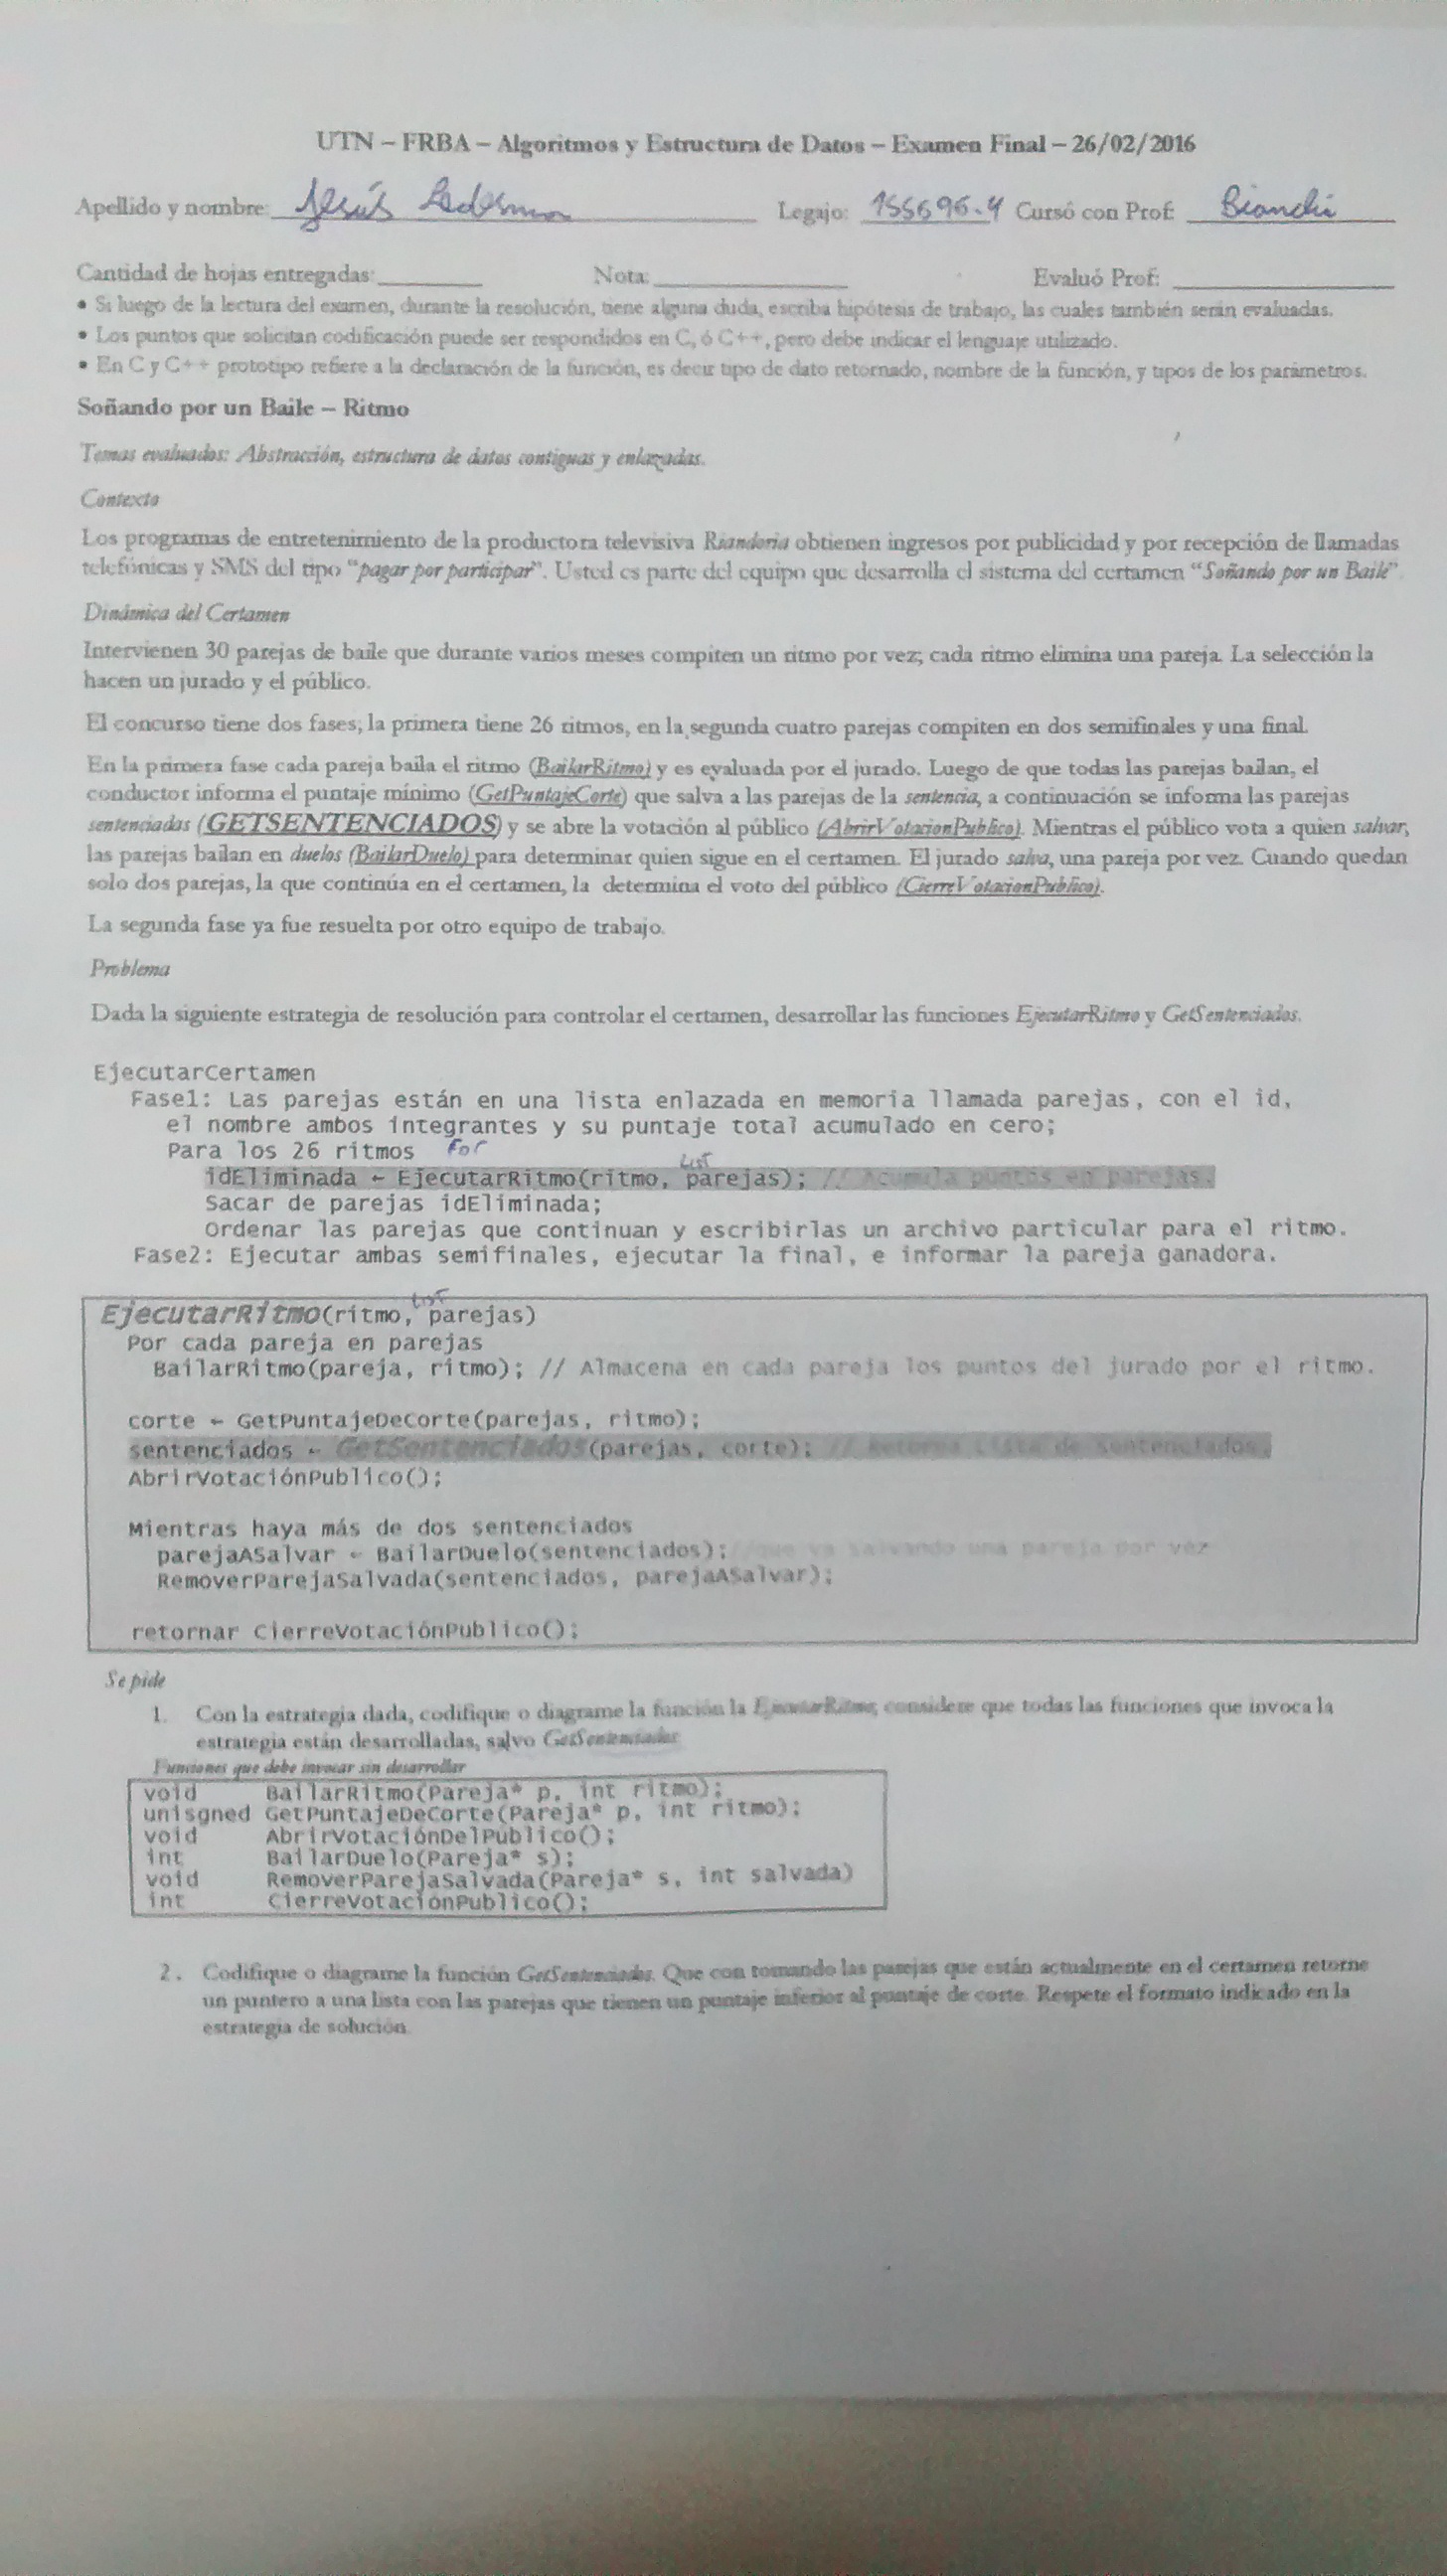 UTN – FRBA – Algoritmos y Estructura de Datos – Examen Final – 26/02/2016
Apellido y nombre: Jesús Ledesma Legajo: 155696-4 Cursó con Prof: Bianchi
Cantidad de hojas entregadas: Nota: Evaluó Prof:
• Si luego de la lectura del examen, durante la resolución, tiene alguna duda, escriba hipótesis de trabajo, las cuales también serán evaluadas.
• Los puntos que solicitan codificación puede ser respondidos en C, ó C++, pero debe indicar el lenguaje utilizado.
• En C y C++ prototipo refiere a la declaración de la función, es decir tipo de dato retornado, nombre de la función, y tipos de los parámetros.
Soñando por un Baile – Ritmo
Temas evaluados: Abstracción, estructura de datos contiguas y enlazadas.
Contexto
Los programas de entretenimiento de la productora televisiva Riandoria obtienen ingresos por publicidad y por recepción de llamadas
telefónicas y SMS del tipo "pagar por participar". Usted es parte del equipo que desarrolla el sistema del certamen "Soñando por un Baile".
Dinámica del Certamen
Intervienen 30 parejas de baile que durante varios meses compiten un ritmo por vez; cada ritmo elimina una pareja. La selección la
hacen un jurado y el público.
El concurso tiene dos fases, la primera tiene 26 ritmos, en la segunda cuatro parejas compiten en dos semifinales y una final.
En la primera fase cada pareja baila el ritmo (BailarRitmo) y es evaluada por el jurado. Luego de que todas las parejas bailan, el
conductor informa el puntaje mínimo (GetPuntajeCorte) que salva a las parejas de la sentencia, a continuación se informa las parejas
sentenciadas (GETSENTENCIADOS) y se abre la votación al público (AbrirVotacionPublico). Mientras el público vota a quien salvar,
las parejas bailan en duelos (BailarDuelo) para determinar quien sigue en el certamen. El jurado salva, una pareja por vez. Cuando quedan
solo dos parejas, la que continúa en el certamen, la determina el voto del público (CierreVotacionPublico).
La segunda fase ya fue resuelta por otro equipo de trabajo.
Problema
Dada la siguiente estrategia de resolución para controlar el certamen, desarrollar las funciones EjecutarRitmo y GetSentenciados.
EjecutarCertamen
Fase1: Las parejas están en una lista enlazada en memoria llamada parejas, con el id,
el nombre ambos integrantes y su puntaje total acumulado en cero;
Para los 26 ritmos For
List
idEliminada ← EjecutarRitmo(ritmo, parejas); // Acumula puntos en parejas.
Sacar de parejas idEliminada;
Ordenar las parejas que continuan y escribirlas un archivo particular para el ritmo.
Fase2: Ejecutar ambas semifinales, ejecutar la final, e informar la pareja ganadora.
List
EjecutarRitmo(ritmo, parejas)
Por cada pareja en parejas
BailarRitmo(pareja, ritmo); // Almacena en cada pareja los puntos del jurado por el ritmo.
corte ← GetPuntajeDeCorte(parejas, ritmo);
sentenciados ← GetSentenciados(parejas, corte); // Retorna Lista de sentenciados.
AbrirVotaciónPublico();
Mientras haya más de dos sentenciados
parejaASalvar ← BailarDuelo(sentenciados);//que va salvando una pareja por vez
RemoverParejaSalvada(sentenciados, parejaASalvar);
retornar CierreVotaciónPublico();
Se pide
1. Con la estrategia dada, codifique o diagrame la función la EjecutarRitmo, considere que todas las funciones que invoca la
estrategia están desarrolladas, salvo GetSentenciados
Funciones que debe invocar sin desarrollar
void BailarRitmo(Pareja* p, int ritmo);
unisgned GetPuntajeDeCorte(Pareja* p, int ritmo);
void AbrirVotaciónDelPúblico();
int BailarDuelo(Pareja* s);
void RemoverParejaSalvada(Pareja* s, int salvada)
int CierreVotaciónPublico();
2. Codifique o diagrame la función GetSentenciados. Que con tomando las parejas que están actualmente en el certamen retorne
un puntero a una lista con las parejas que tienen un puntaje inferior al puntaje de corte. Respete el formato indicado en la
estrategia de solución.